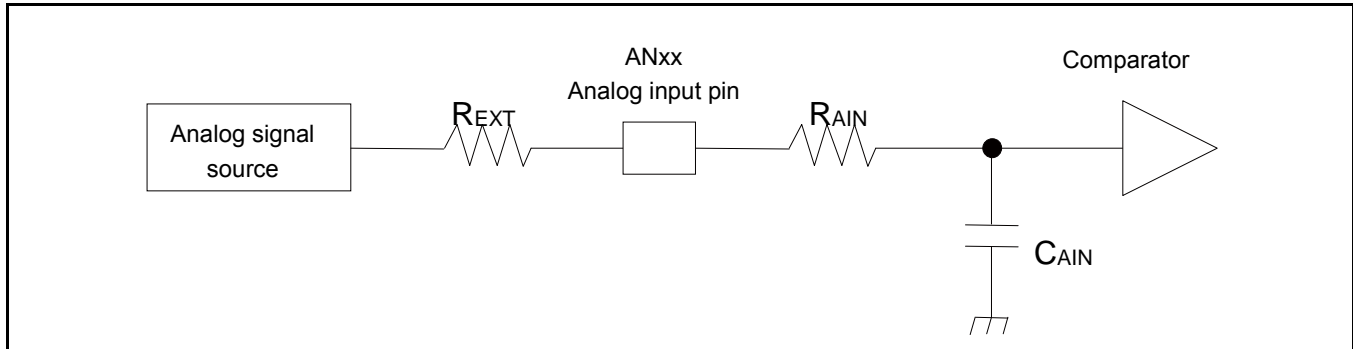 ANxx
Analog input pin
Comparator
Analog signal
source
REXT
RAIN
CAIN